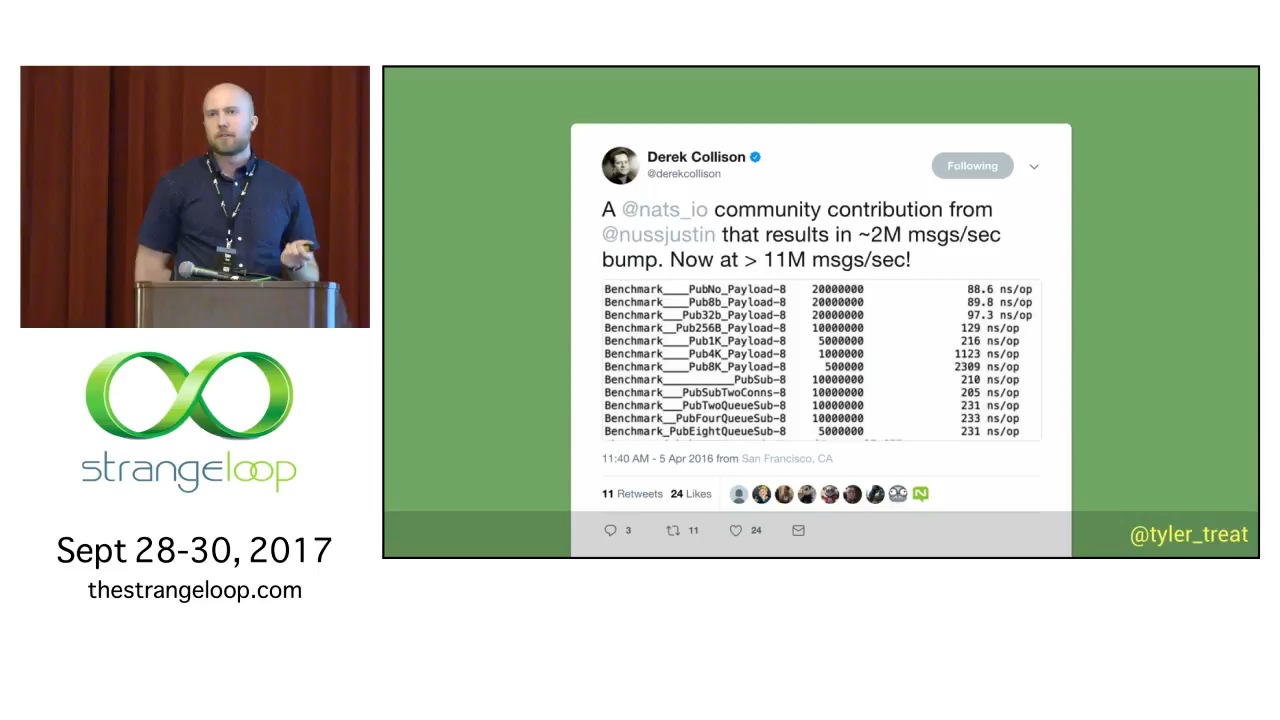 strangeloop
Sept 28-30, 2017
thestrangeloop.com
Derek Collison
@derekcollison
Following
A @nats_io community contribution from
@nussjustin that results in ~2M msgs/sec
bump. Now at > 11M msgs/sec!
Benchmark____PubNo_Payload-8 20000000 88.6 ns/op
Benchmark____Pub8b_Payload-8 20000000 89.8 ns/op
Benchmark___Pub32b_Payload-8 20000000 97.3 ns/op
Benchmark__Pub256B_Payload-8 10000000 129 ns/op
Benchmark____Pub1K_Payload-8 5000000 216 ns/op
Benchmark____Pub4K_Payload-8 1000000 1123 ns/op
Benchmark____Pub8K_Payload-8 500000 2309 ns/op
Benchmark___________PubSub-8 10000000 210 ns/op
Benchmark___PubSubTwoConns-8 10000000 205 ns/op
Benchmark___PubTwoQueueSub-8 10000000 231 ns/op
Benchmark__PubFourQueueSub-8 10000000 233 ns/op
Benchmark_PubEightQueueSub-8 5000000 231 ns/op
11:40 AM - 5 Apr 2016 from San Francisco, CA
11 Retweets 24 Likes
3 11 24
@tyler_treat